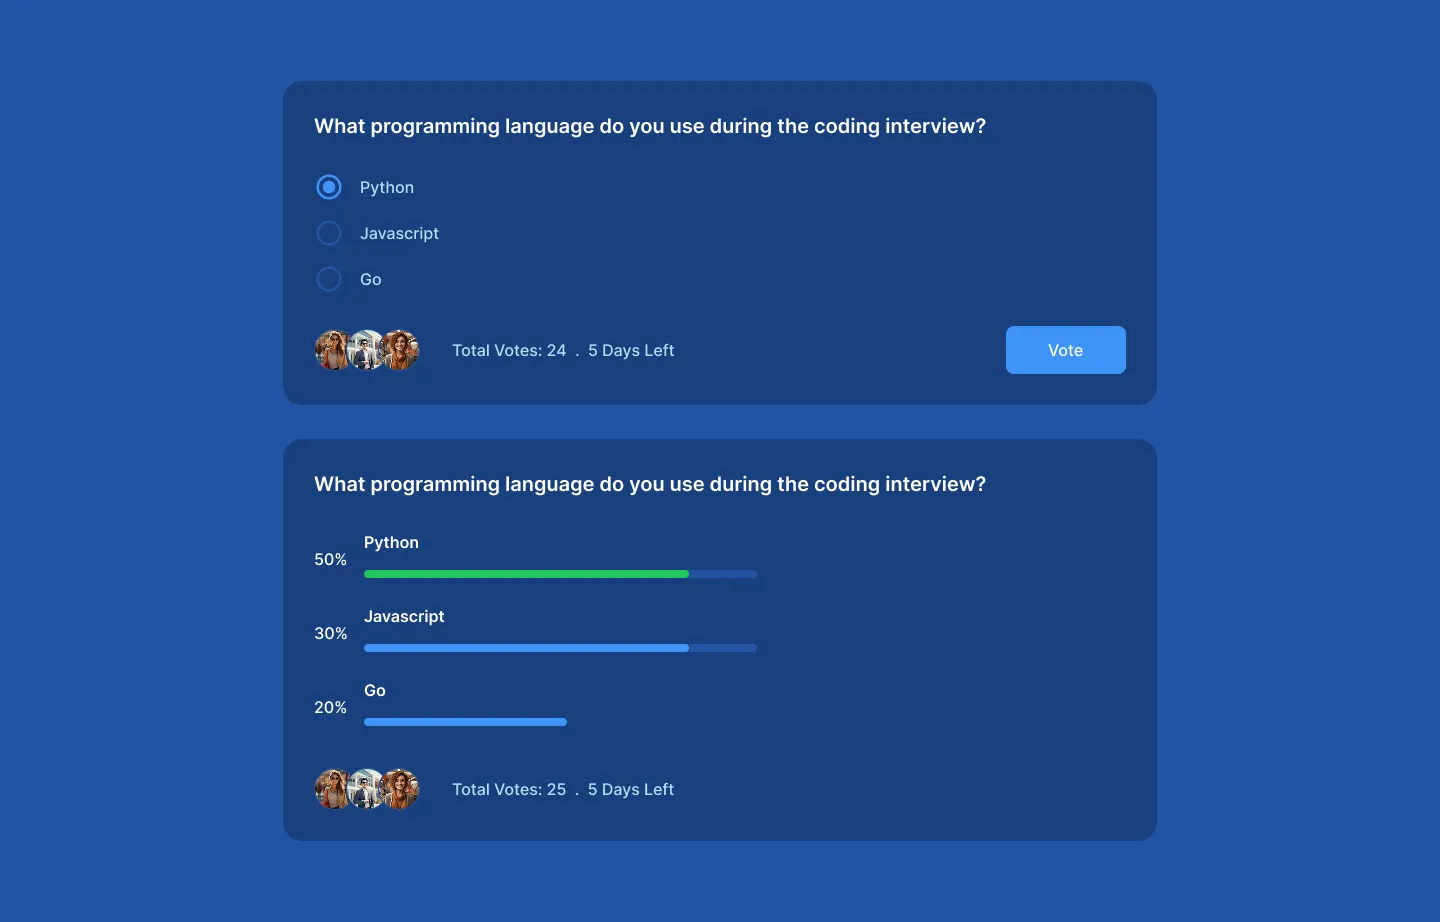 What programming language do you use during the coding interview?
Python
Javascript
Go
Total Votes: 24 . 5 Days Left
Vote
What programming language do you use during the coding interview?
Python
50%
Javascript
30%
Go
20%
Total Votes: 25 . 5 Days Left